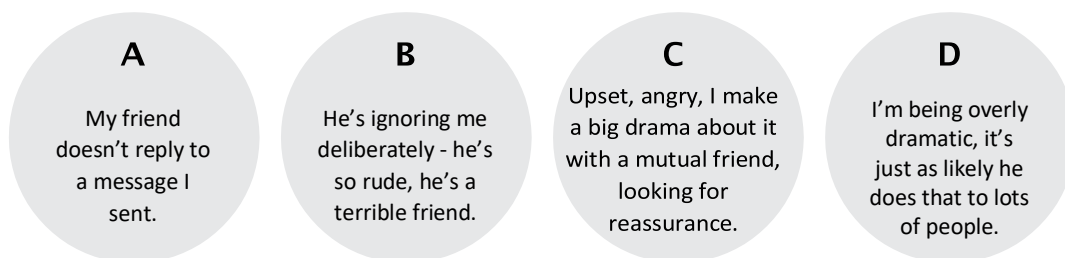 A
My friend
doesn’t reply to
a message I
sent.
B
He’s ignoring me
deliberately - he’s
so rude, he’s a
terrible friend.
C
Upset, angry, I make
a big drama about it
with a mutual friend,
looking for
reassurance.
D
I’m being overly
dramatic, it’s
just as likely he
does that to lots
of people.